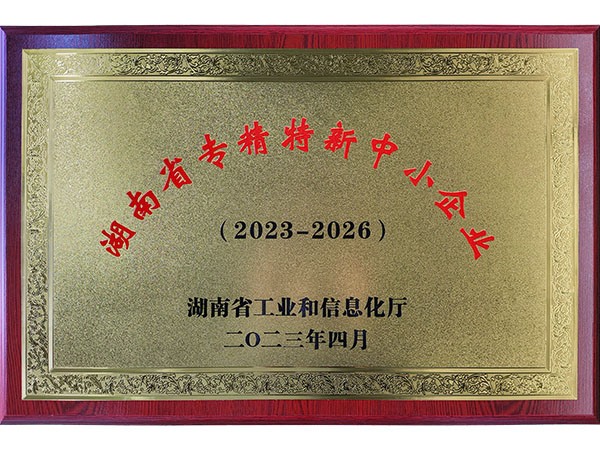 湖南省专精特新中小企业
（2023-2026）
湖南省工业和信息化厅
二〇二三年四月